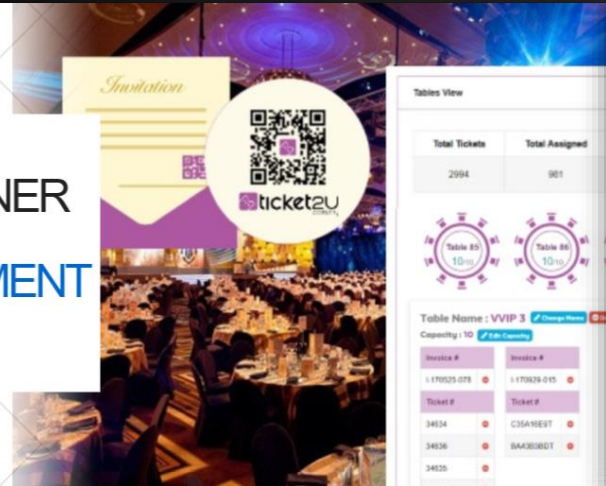 Invitation
ticket2u
NER
MENT
Tables View
Total Tickets
Total Assigned
2994
981
Table 85
10/10
Table 86
10/10
Table Name : VVIP 3
Change Name
Capacity : 10
Edit Capacity
Invoice #
Invoice #
I-170525-078
I-170929-015
Ticket #
Ticket #
34634
C35A16E9T
34636
34635